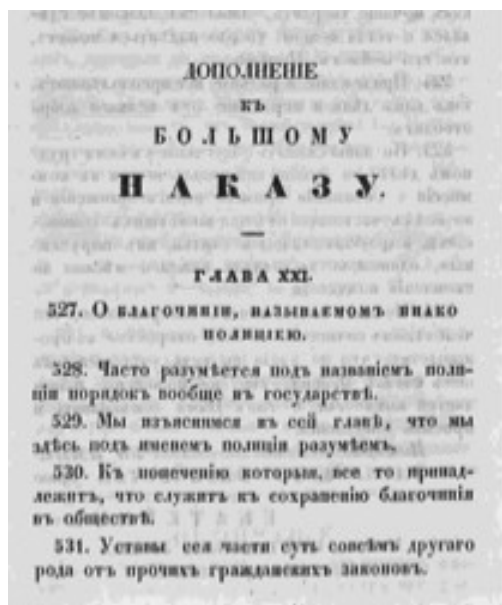 ДОПОЛНЕНІЕ
КЪ
БОЛЬШОМУ
НАКАЗУ.
ГЛАВА XXI.
527. О БЛАГОЧИНІИ, НАЗЫВАЕМОМЪ ИНАКО
ПОЛИЦІЕЮ.
528. Часто разумѣется подъ названіемъ поли-
ціи порядокъ вообще въ государствѣ.
529. Мы изъяснимся въ сей главѣ, что мы
здѣсь подъ именемъ полиціи разумѣемъ.
530. Къ попеченію которыя, все то принад-
лежитъ, что служитъ къ сохраненію благочинія
въ обществѣ.
531. Уставы сея части суть совсѣмъ другаго
рода отъ прочихъ гражданскихъ законовъ.